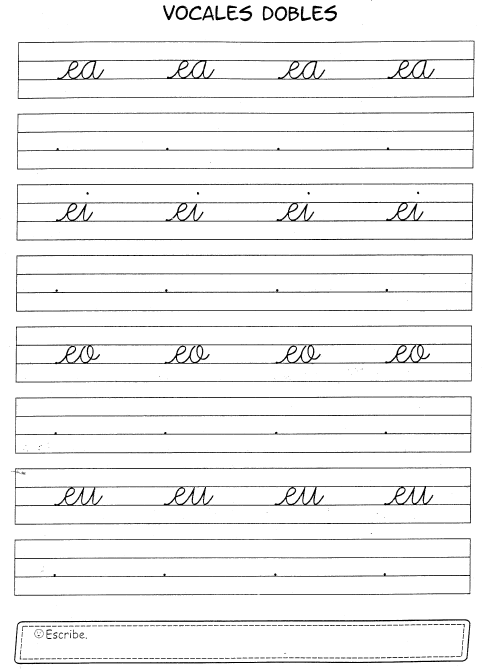 VOCALES DOBLES
ea ea ea ea
ei ei ei ei
eo eo eo eo
eu eu eu eu
Escribe.